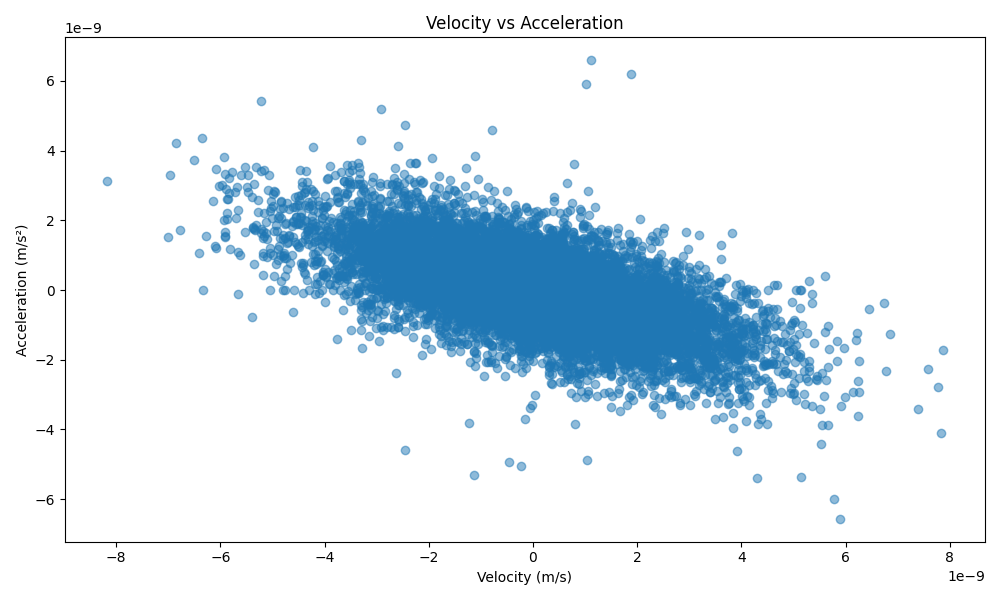 Velocity vs Acceleration
1e−9
6
4
2
0
−2
−4
−6
Acceleration (m/s²)
−8 −6 −4 −2 0 2 4 6 8
1e−9
Velocity (m/s)